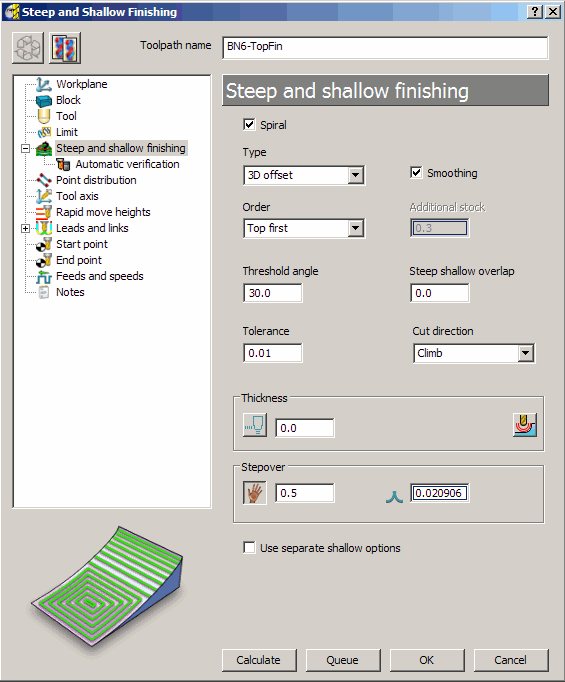 Steep and Shallow Finishing
Toolpath name BN6-TopFin
Workplane
Block
Tool
Limit
Steep and shallow finishing
Automatic verification
Point distribution
Tool axis
Rapid move heights
Leads and links
Start point
End point
Feeds and speeds
Notes
Steep and shallow finishing
Spiral
Type
3D offset
Smoothing
Order
Additional stock
Top first
0.3
Threshold angle
Steep shallow overlap
30.0
0.0
Tolerance
Cut direction
0.01
Climb
Thickness
0.0
Stepover
0.5
0.020906
Use separate shallow options
Calculate
Queue
OK
Cancel